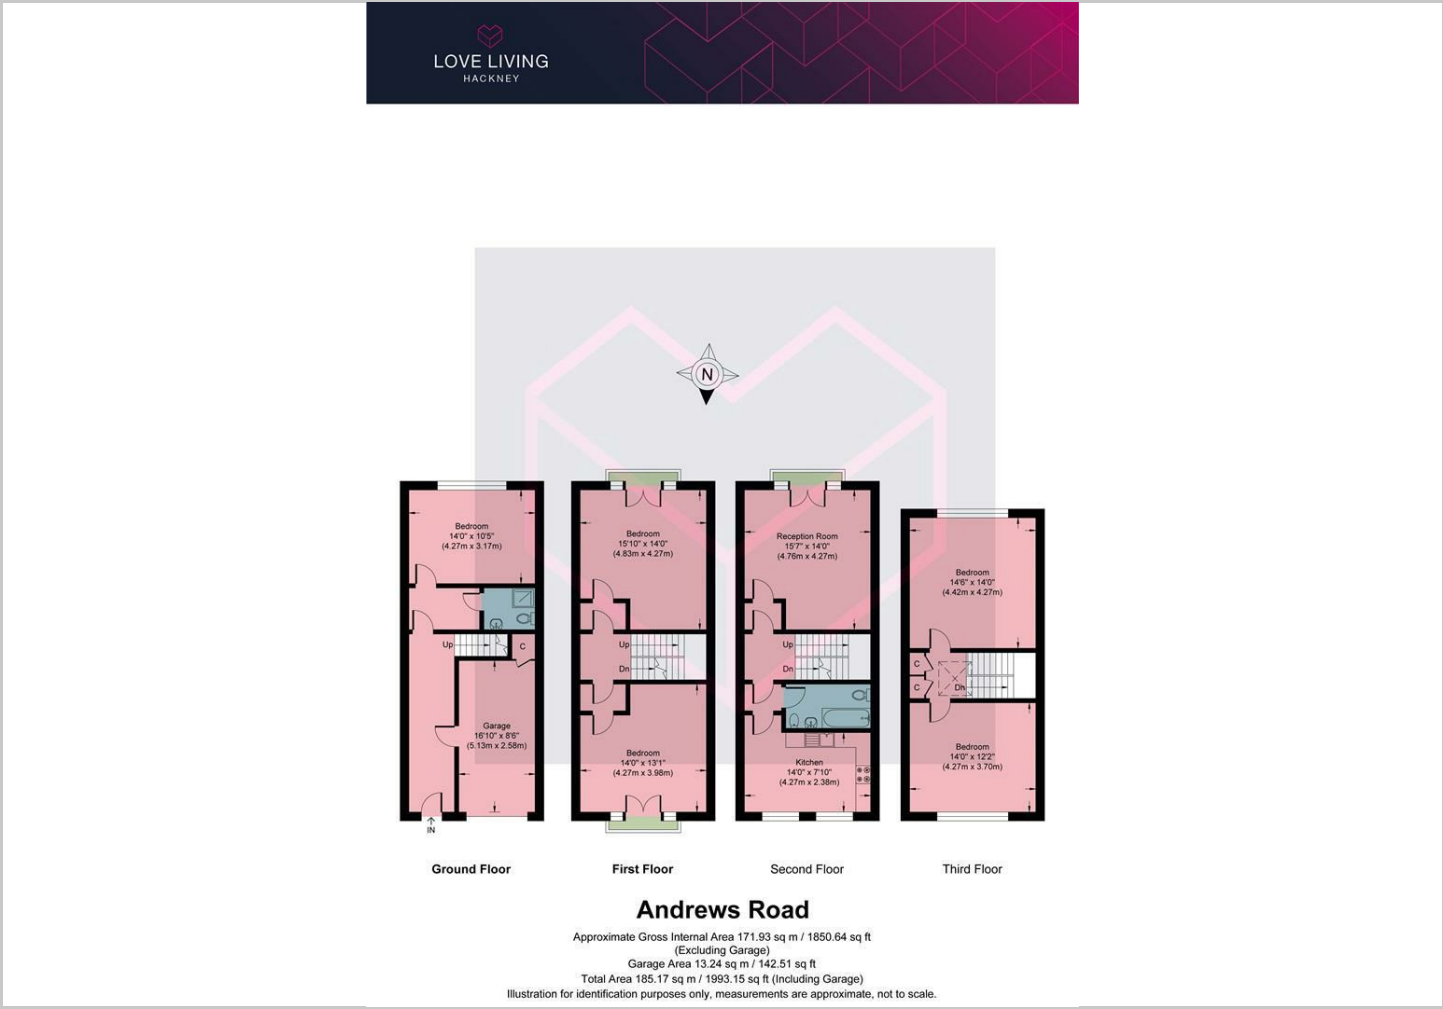 LOVE LIVING
HACKNEY
N
Bedroom
14'0" x 10'5"
(4.27m x 3.17m)
Up
C
Garage
16'10" x 8'6"
(5.13m x 2.58m)
IN
Bedroom
15'10" x 14'0"
(4.83m x 4.27m)
Up
Dn
Bedroom
14'0" x 13'1"
(4.27m x 3.98m)
Reception Room
15'7" x 14'0"
(4.76m x 4.27m)
Up
Dn
Kitchen
14'0" x 7'10"
(4.27m x 2.38m)
Bedroom
14'6" x 14'0"
(4.42m x 4.27m)
C
C
Dn
Bedroom
14'0" x 12'2"
(4.27m x 3.70m)
Ground Floor
First Floor
Second Floor
Third Floor
Andrews Road
Approximate Gross Internal Area 171.93 sq m / 1850.64 sq ft
(Excluding Garage)
Garage Area 13.24 sq m / 142.51 sq ft
Total Area 185.17 sq m / 1993.15 sq ft (Including Garage)
Illustration for identification purposes only, measurements are approximate, not to scale.